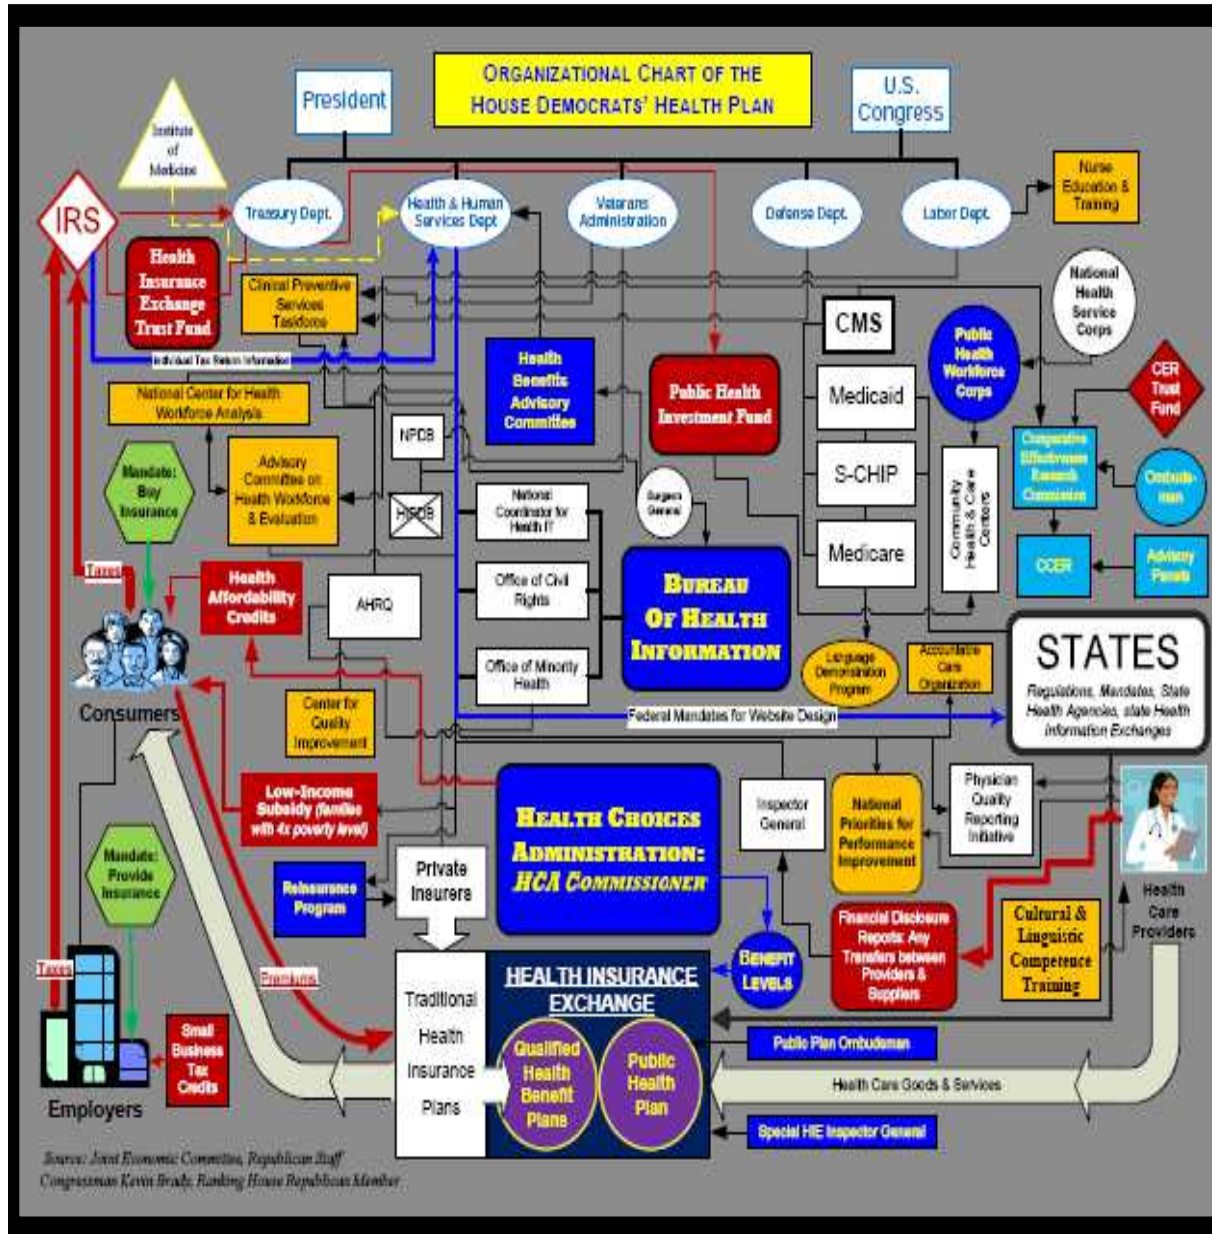 ORGANIZATIONAL CHART OF THE
HOUSE DEMOCRATS' HEALTH PLAN
President
U.S.
Congress
Institute
of
Medicine
IRS
Treasury Dept.
Health & Human
Services Dept
Veterans
Administration
Defense Dept.
Labor Dept.
Nurse
Education &
Training
Health
Insurance
Exchange
Trust Fund
Clinical Preventive
Services
Taskforce
National
Health
Service
Corps
CMS
Public
Health
Workforce
Corps
CER
Trust
Fund
Individual Tax Return Information
Health
Benefits
Advisory
Committee
Public Health
Investment Fund
Medicaid
National Center for Health
Workforce Analysis
NPDB
Comparative
Effectiveness
Research
Commission
Ombuds-
man
Mandate:
Buy
Insurance
Advisory
Committee on
Health Workforce
& Evaluation
S-CHIP
National
Coordinator for
Health IT
Surgeon
General
Community
Health & Care
Centers
HIPDB
Medicare
CCER
Advisory
Panels
Taxes
Health
Affordability
Credits
AHRQ
Office of Civil
Rights
BUREAU
OF HEALTH
INFORMATION
STATES
Regulations, Mandates, State
Health Agencies, state Health
Information Exchanges
Office of Minority
Health
Language
Demonstration
Program
Accountable
Care
Organization
Consumers
Center for
Quality
Improvement
Federal Mandates for Website Design
Low-Income
Subsidy (families
with 4x poverty level)
HEALTH CHOICES
ADMINISTRATION:
HCA COMMISSIONER
Inspector
General
National
Priorities for
Performance
Improvement
Physician
Quality
Reporting
Initiative
Mandate:
Provide
Insurance
Reinsurance
Program
Private
Insurers
Health
Care
Providers
Financial Disclosure
Reports: Any
Transfers between
Providers &
Suppliers
Cultural &
Linguistic
Competence
Training
Taxes
Premiums
Traditional
Health
Insurance
Plans
HEALTH INSURANCE
EXCHANGE
BENEFIT
LEVELS
Qualified
Health
Benefit
Plans
Public
Health
Plan
Public Plan Ombudsman
Small
Business
Tax
Credits
Health Care Goods & Services
Employers
Special HIE Inspector General
Source: Joint Economic Committee, Republican Staff
Congressman Kevin Brady, Ranking House Republican Member